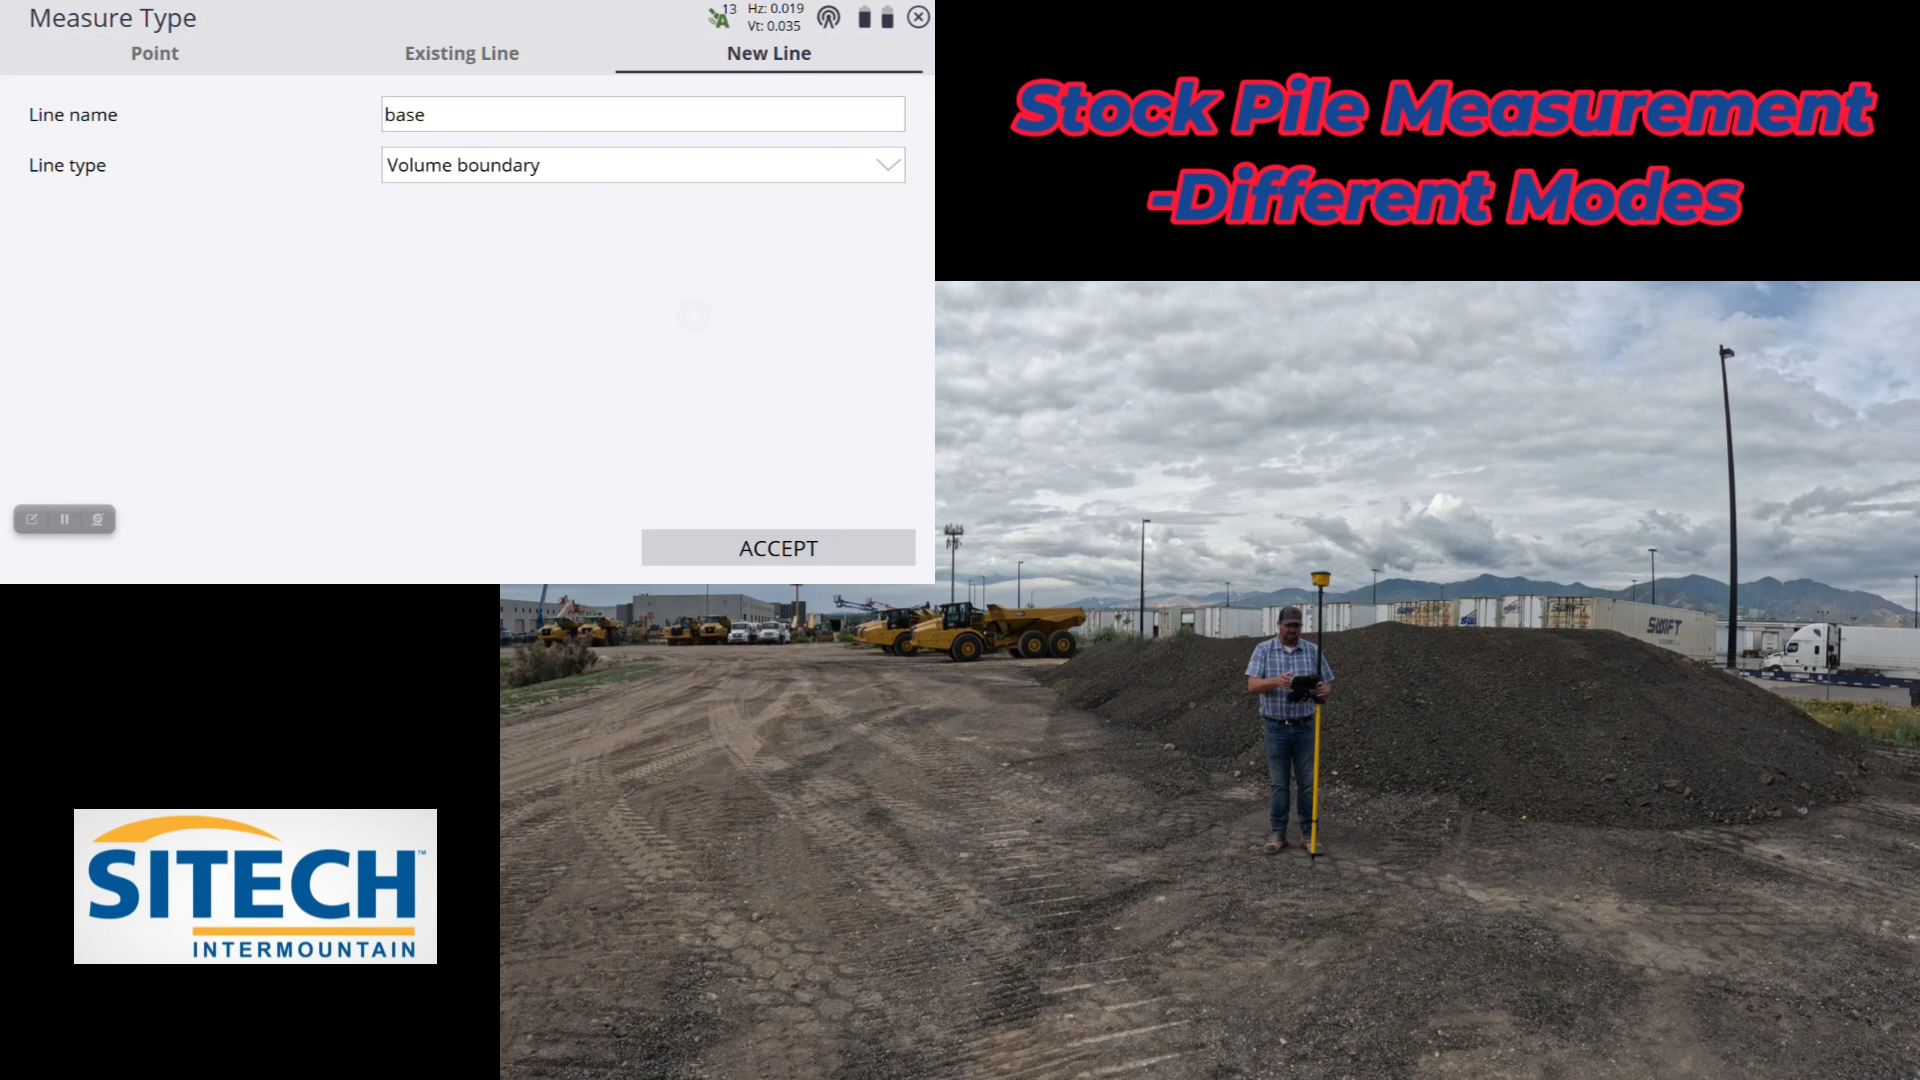 Measure Type
13
Hz: 0.019
Vt: 0.035
Point
Existing Line
New Line
Line name
base
Line type
Volume boundary
ACCEPT
Stock Pile Measurement
-Different Modes
SWIFT
SITECH™
INTERMOUNTAIN